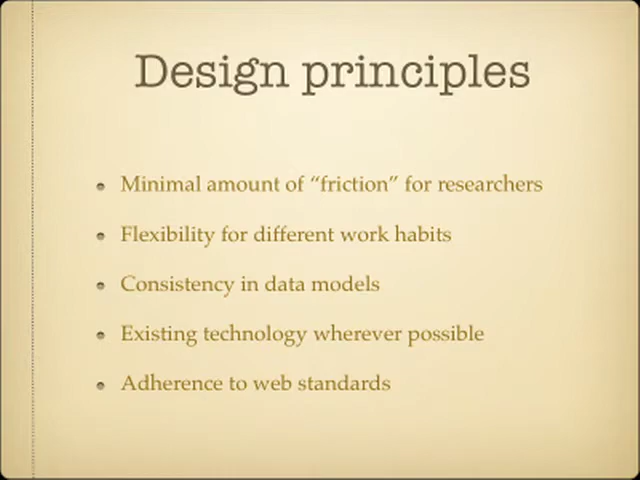 Design principles
Minimal amount of “friction” for researchers
Flexibility for different work habits
Consistency in data models
Existing technology wherever possible
Adherence to web standards